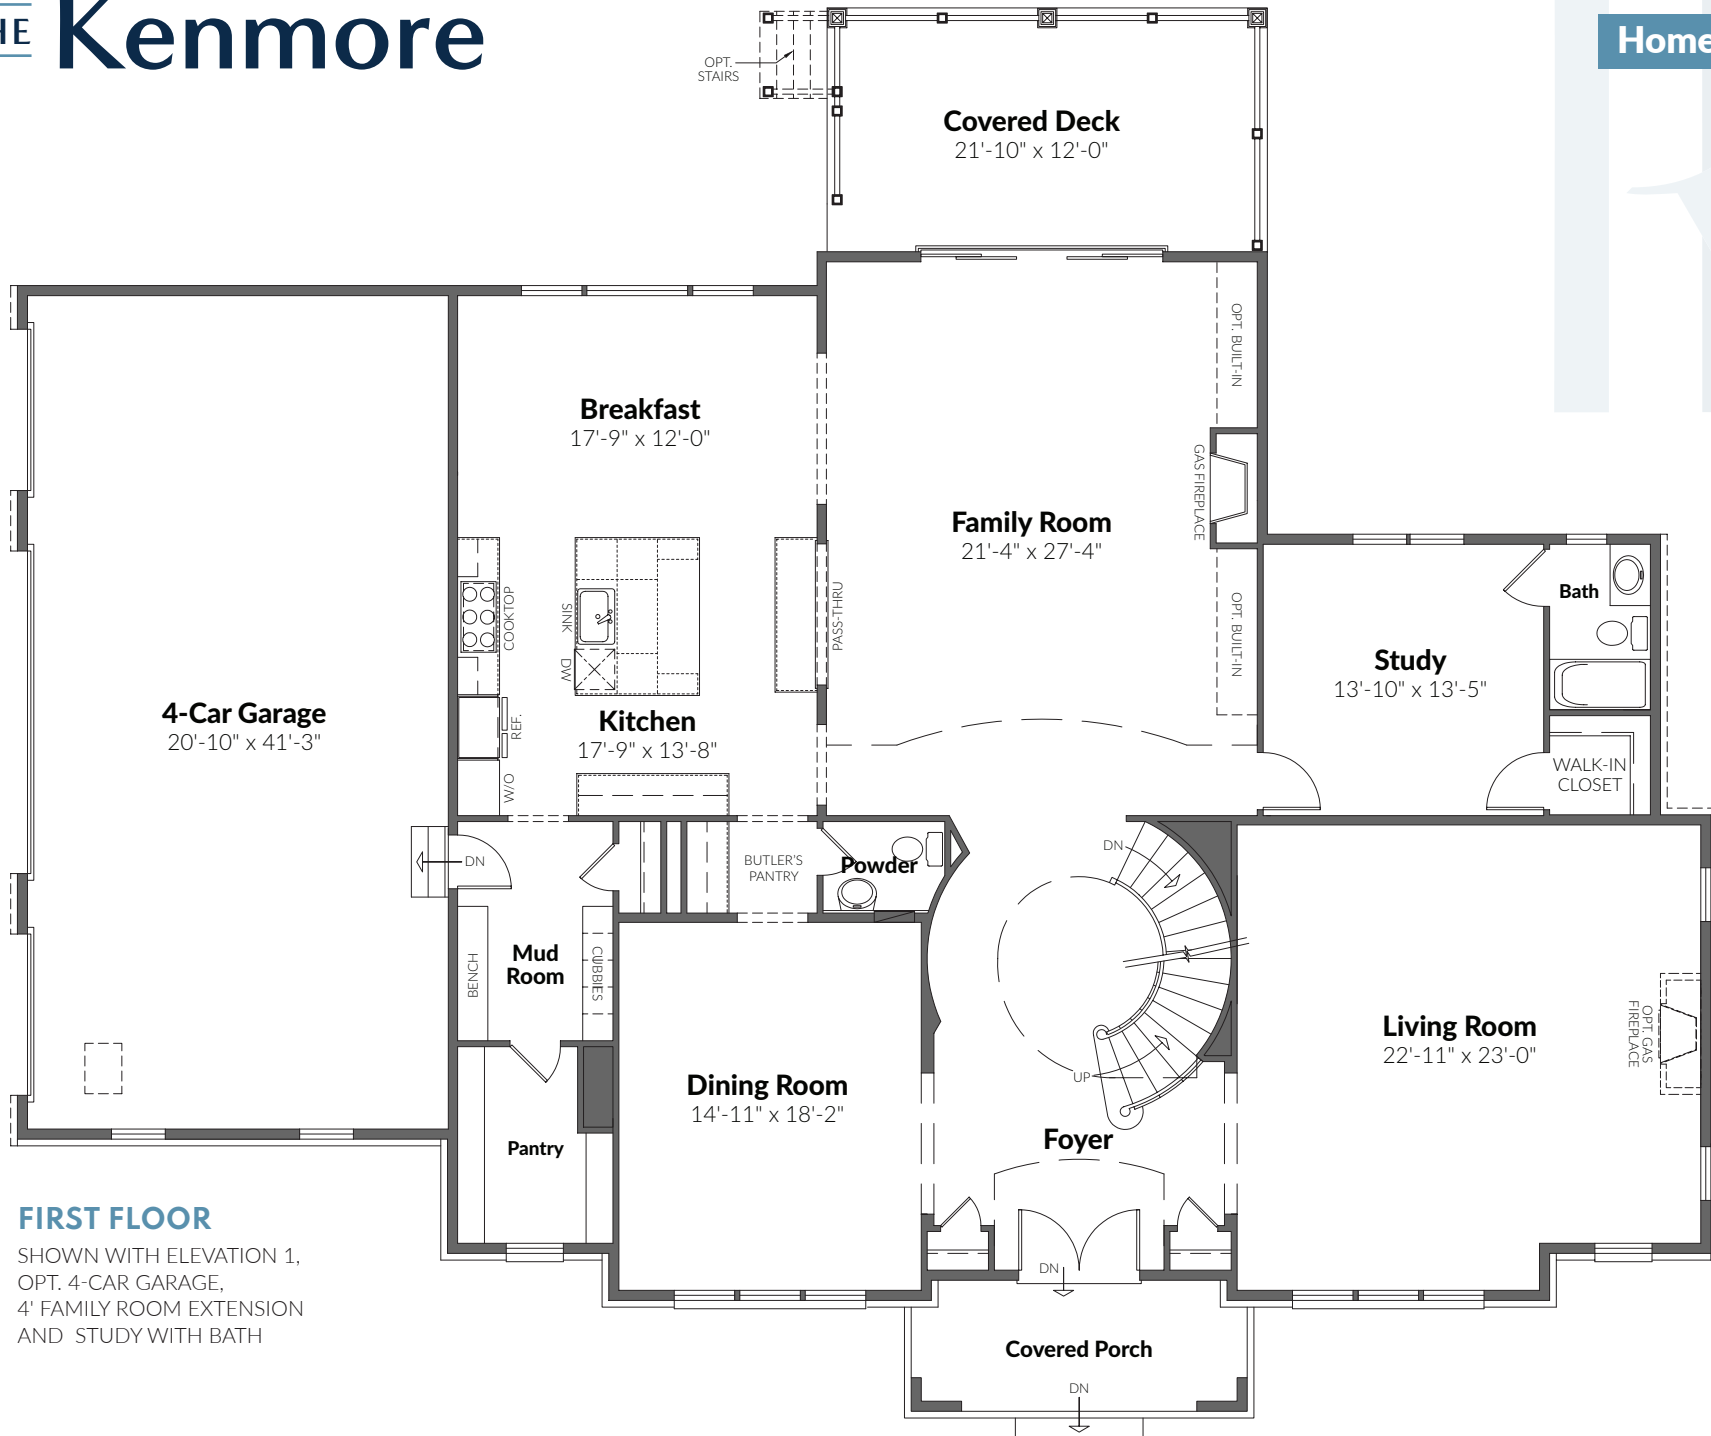 HE Kenmore
Home
OPT.
STAIRS
Covered Deck
21'-10" x 12'-0"
OPT. BUILT-IN
Breakfast
17'-9" x 12'-0"
GAS FIREPLACE
Family Room
21'-4" x 27'-4"
COOKTOP
SINK
DW
PASS-THRU
OPT. BUILT-IN
Bath
Study
13'-10" x 13'-5"
4-Car Garage
20'-10" x 41'-3"
REF.
Kitchen
17'-9" x 13'-8"
W/O
WALK-IN
CLOSET
DN
BUTLER'S
PANTRY
Powder
DN
Mud
Room
BENCH
CUBBIES
Living Room
22'-11" x 23'-0"
OPT. GAS
FIREPLACE
UP
Dining Room
14'-11" x 18'-2"
Pantry
Foyer
DN
Covered Porch
DN
FIRST FLOOR
SHOWN WITH ELEVATION 1,
OPT. 4-CAR GARAGE,
4' FAMILY ROOM EXTENSION
AND STUDY WITH BATH